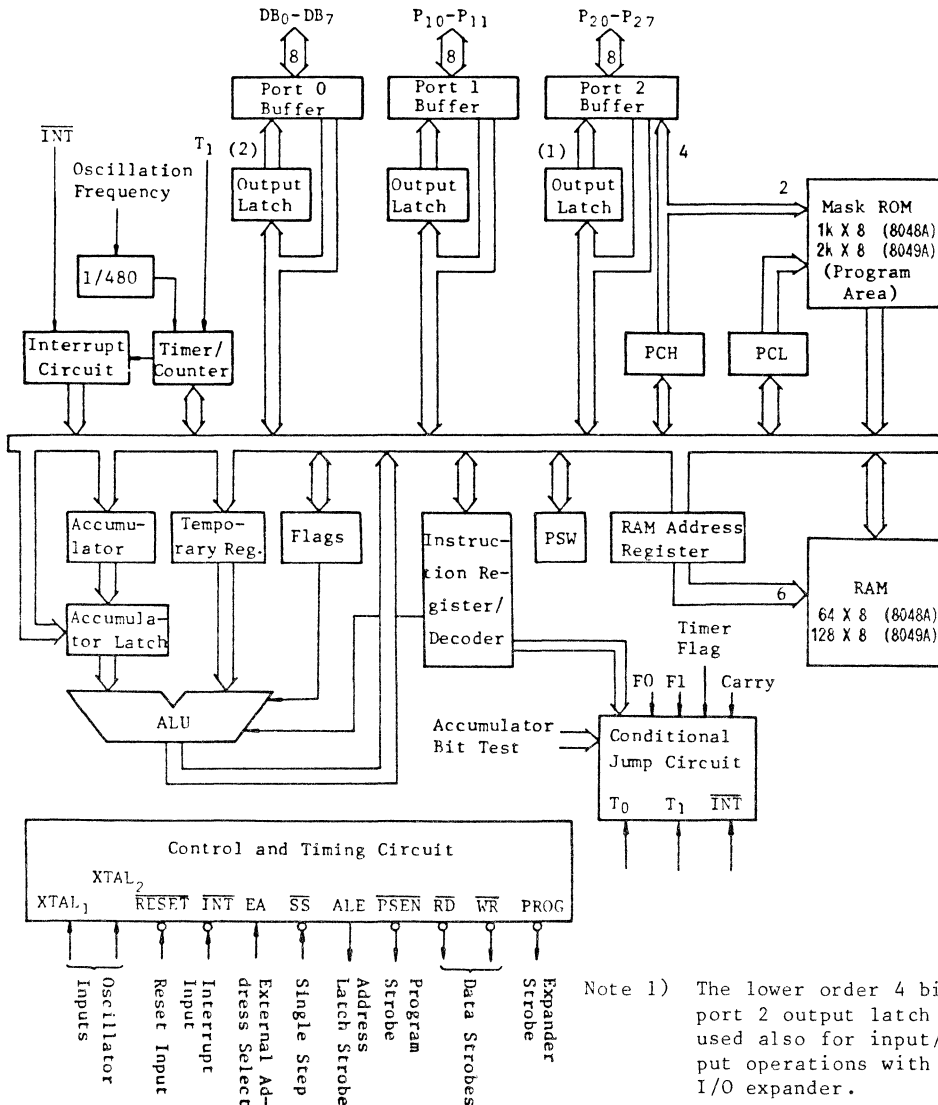 DB0-DB7
P10-P11
P20-P27
8
8
8
Port 0
Buffer
Port 1
Buffer
Port 2
Buffer
INT
T1
(2)
(1)
4
Oscillation
Frequency
Output
Latch
Output
Latch
Output
Latch
2
Mask ROM
1k X 8 (8048A)
2k X 8 (8049A)
(Program
Area)
1/480
Interrupt
Circuit
Timer/
Counter
PCH
PCL
Accumu-
lator
Tempo-
rary Reg.
Flags
Instruc-
tion Re-
gister/
Decoder
PSW
RAM Address
Register
6
RAM
64 X 8 (8048A)
128 X 8 (8049A)
Accumula-
tor Latch
ALU
Timer
Flag
F0 F1
Carry
Accumulator
Bit Test
Conditional
Jump Circuit
T0 T1 INT
Control and Timing Circuit
XTAL1 XTAL2 RESET INT EA SS ALE PSEN RD WR PROG
Oscillator
Inputs
Reset Input
Interrupt
Input
External Ad-
dress Select
Single Step
Address
Latch Strobe
Program
Strobe
Data Strobes
Expander
Strobe
Note 1) The lower order 4 bi
port 2 output latch
used also for input/
put operations with
I/O expander.